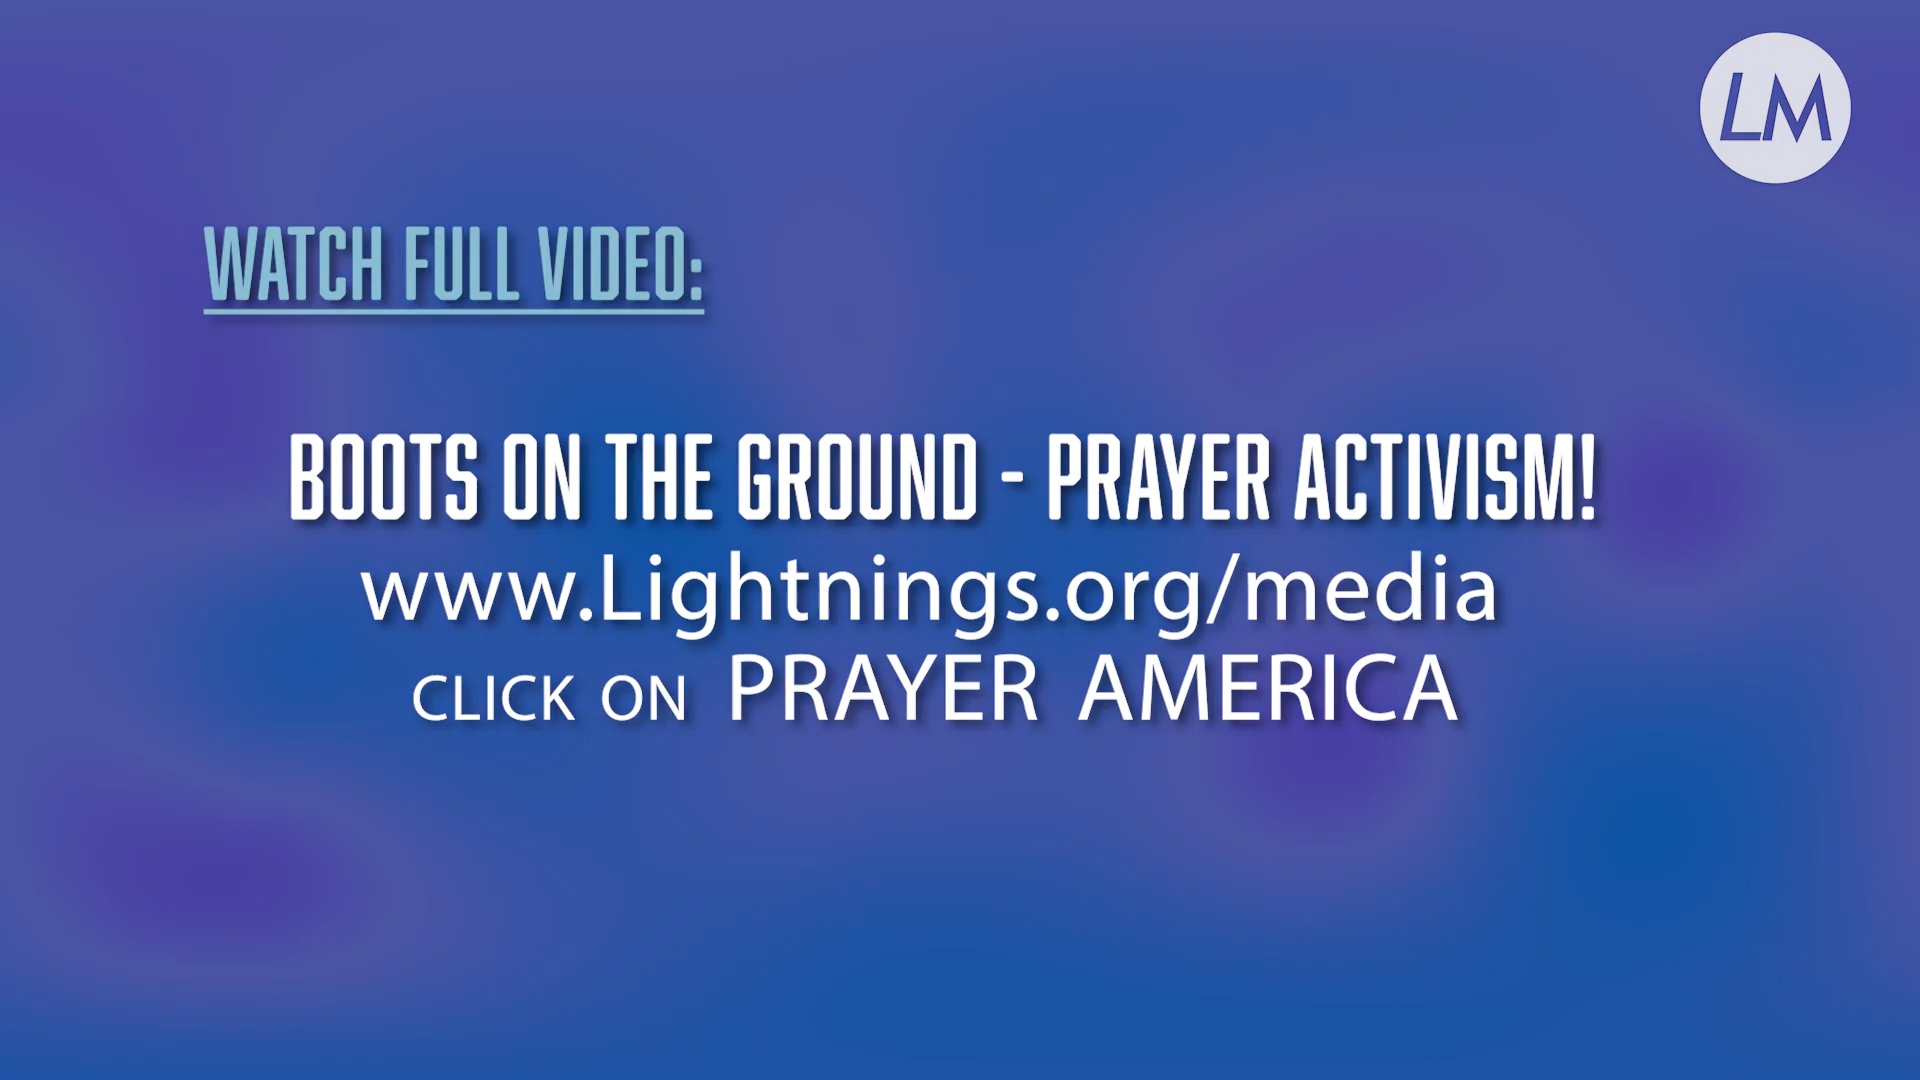 LM
WATCH FULL VIDEO:
BOOTS ON THE GROUND - PRAYER ACTIVISM!
www.Lightnings.org/media
CLICK ON PRAYER AMERICA